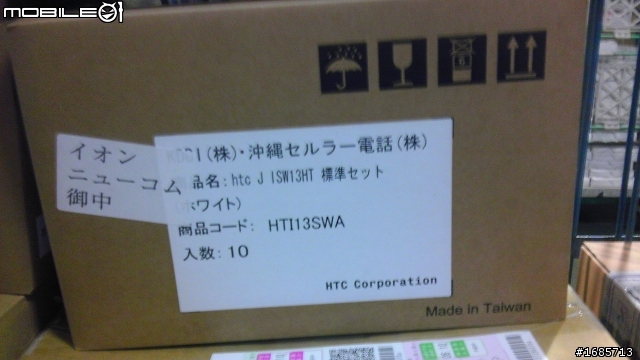 MOBILE01
イオン
ニューコム
御中
KDDI(株)・沖縄セルラー電話(株)
品名:htc J ISW13HT 標準セット
ホワイト)
商品コード: HTI13SWA
入数:10
HTC Corporation
Made in Taiwan
#1685713